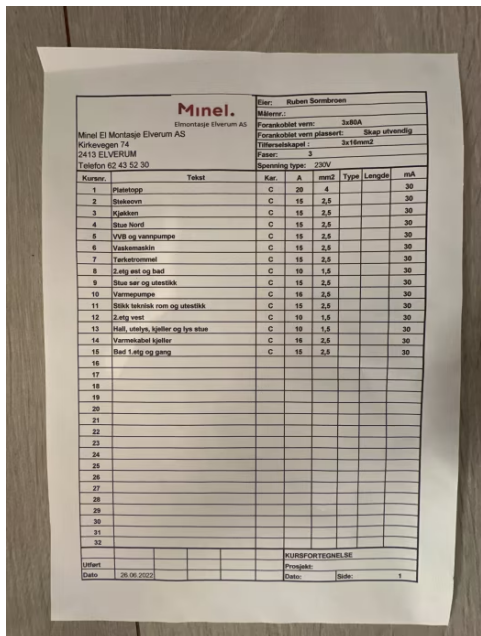 Minel.
Elmontasje Elverum AS
Minel El Montasje Elverum AS
Kirkevegen 74
2413 ELVERUM
Telefon 62 43 52 30
Eier: Ruben Sormbroen
Målernr.:
Forankoblet vern: 3x80A
Forankoblet vern plassert: Skap utvendig
Tilførselskapel : 3x16mm2
Faser: 3
Spenning type: 230V
Kursnr. Tekst Kar. A mm2 Type Lengde mA
1 Platetopp C 20 4 30
2 Stekeovn C 15 2,5 30
3 Kjøkken C 15 2,5 30
4 Stue Nord C 15 2,5 30
5 VVB og vannpumpe C 15 2,5 30
6 Vaskemaskin C 15 2,5 30
7 Tørketrommel C 15 2,5 30
8 2.etg øst og bad C 10 1,5 30
9 Stue sør og utestikk C 15 2,5 30
10 Varmepumpe C 16 2,5 30
11 Stikk teknisk rom og utestikk C 15 2,5 30
12 2.etg vest C 10 1,5 30
13 Hall, utelys, kjeller og lys stue C 10 1,5 30
14 Varmekabel kjeller C 16 2,5 30
15 Bad 1.etg og gang C 15 2,5 30
16
17
18
19
20
21
22
23
24
25
26
27
28
29
30
31
32
KURSFORTEGNELSE
Utført Prosjekt:
Dato 26.06.2022 Dato: Side: 1